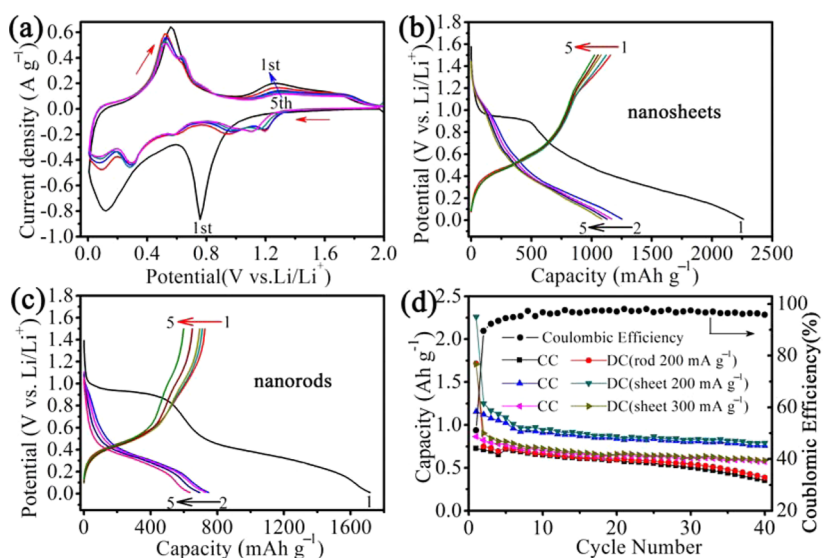 (a)
0.6
0.4
0.2
0.0
-0.2
-0.4
-0.6
-0.8
-1.0
Current density (A g⁻¹)
1st
5th
1st
0.0
0.4
0.8
1.2
1.6
2.0
Potential(V vs.Li/Li⁺)
(b)
1.8
1.6
1.4
1.2
1.0
0.8
0.6
0.4
0.2
0.0
Potential (V vs. Li/Li⁺)
5 1
nanosheets
5 2
1
0 500 1000 1500 2000 2500
Capacity (mAh g⁻¹)
(c)
1.8
1.6
1.4
1.2
1.0
0.8
0.6
0.4
0.2
0.0
Potential (V vs. Li/Li⁺)
5 1
nanorods
5 2
1
0 400 800 1200 1600
Capacity (mAh g⁻¹)
(d)
2.5
2.0
1.5
1.0
0.5
0.0
Capacity (Ah g⁻¹)
Coulombic Efficiency
CC DC(rod 200 mA g⁻¹)
CC DC(sheet 200 mA g⁻¹)
CC DC(sheet 300 mA g⁻¹)
100
80
60
40
20
Coublomic Efficiency(%)
0 10 20 30 40
Cycle Number